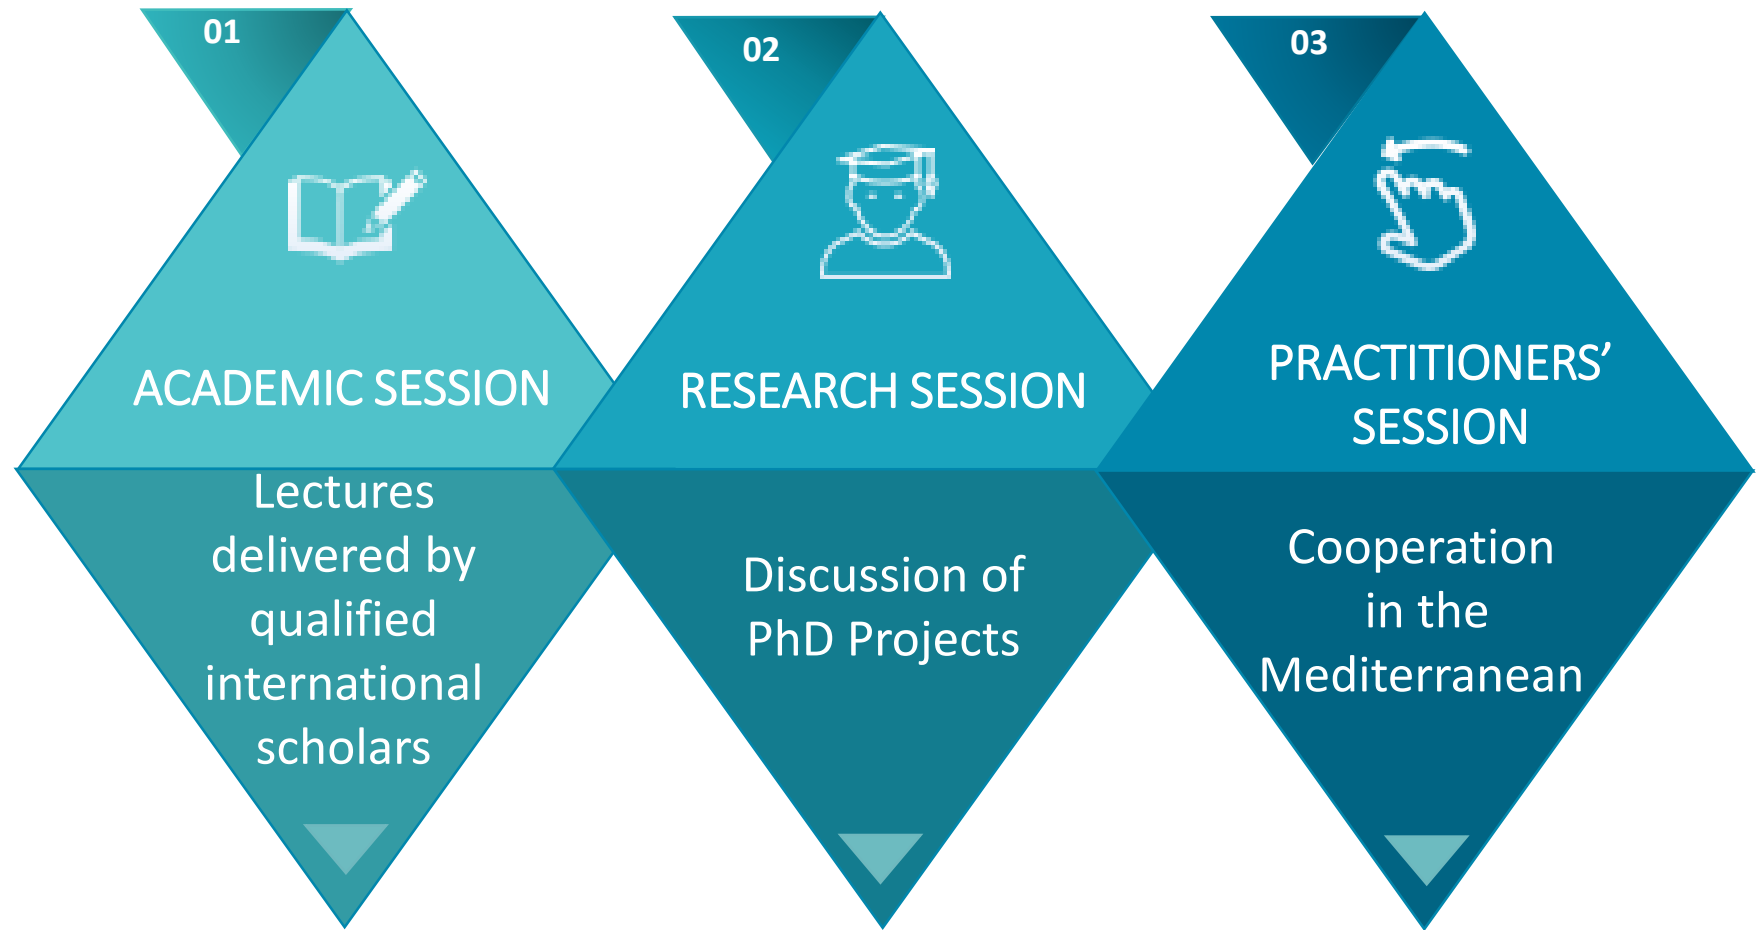 01
ACADEMIC SESSION
Lectures
delivered by
qualified
international
scholars
02
RESEARCH SESSION
Discussion of
PhD Projects
03
PRACTITIONERS’
SESSION
Cooperation
in the
Mediterranean